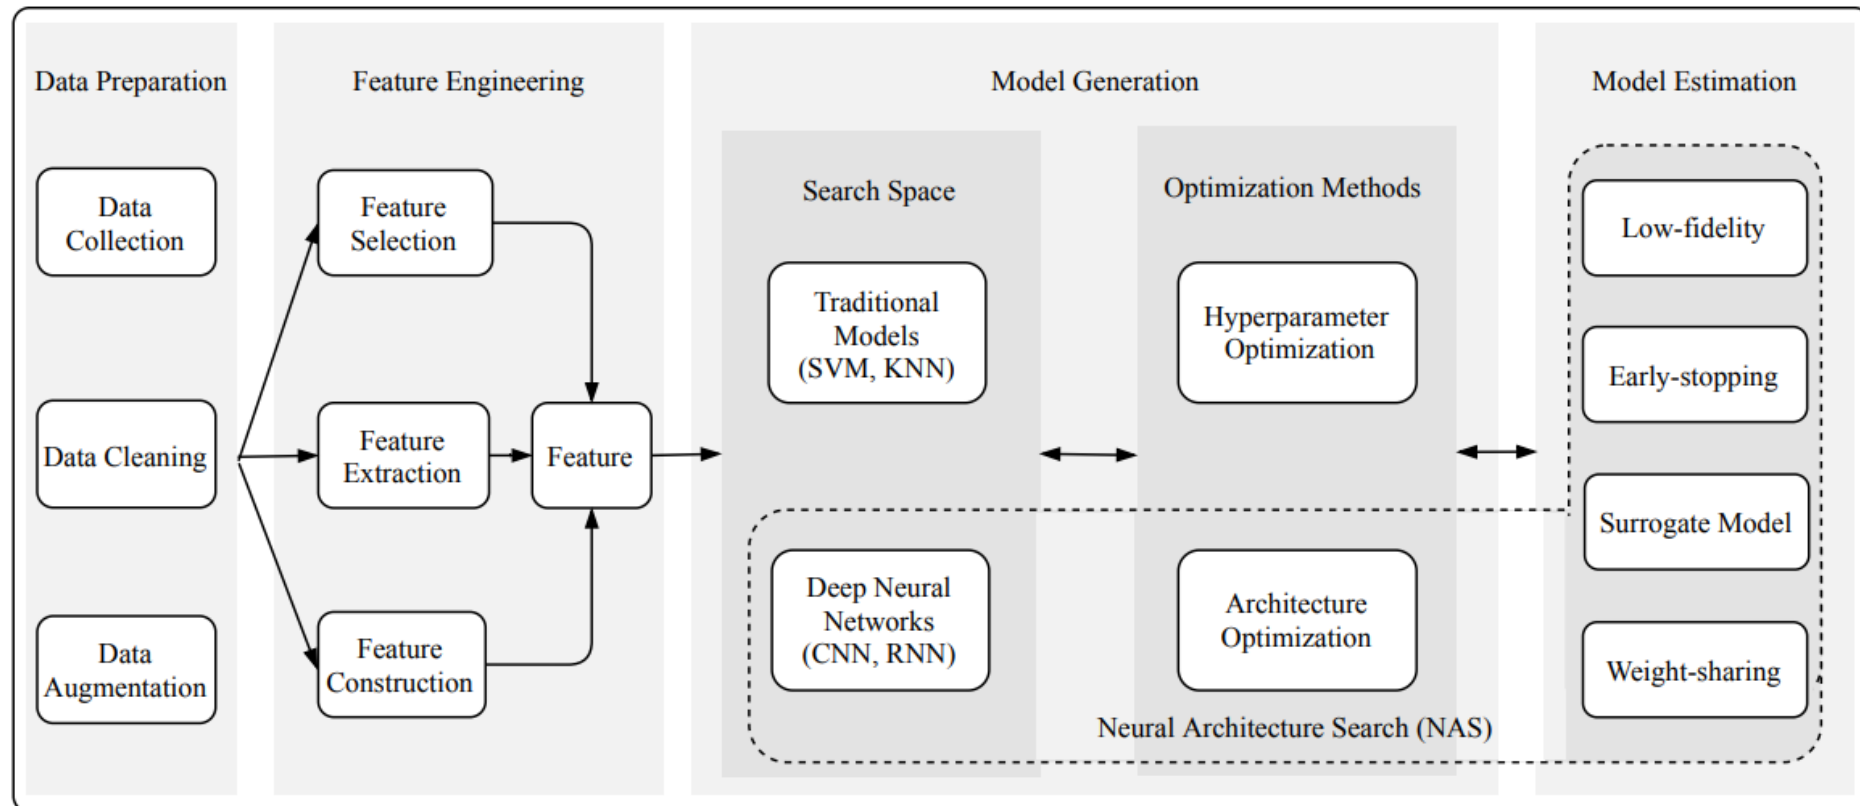 Data Preparation
Data
Collection
Data Cleaning
Data
Augmentation
Feature Engineering
Feature
Selection
Feature
Extraction
Feature
Construction
Feature
Model Generation
Search Space
Traditional
Models
(SVM, KNN)
Deep Neural
Networks
(CNN, RNN)
Optimization Methods
Hyperparameter
Optimization
Architecture
Optimization
Neural Architecture Search (NAS)
Model Estimation
Low-fidelity
Early-stopping
Surrogate Model
Weight-sharing